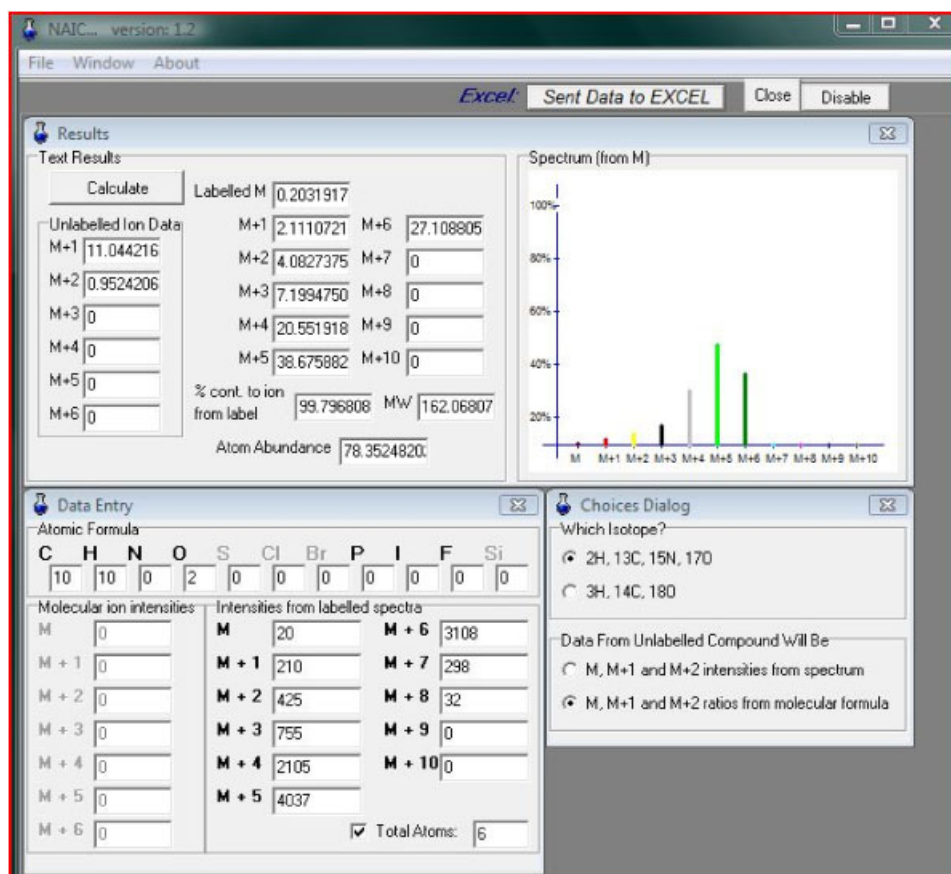 NAIC... version: 1.2
File Window About
Excel: Sent Data to EXCEL Close Disable
Results
Text Results
Calculate
Labelled M 0.2031917
Unlabelled Ion Data
M+1 11.044216
M+2 0.9524206
M+3 0
M+4 0
M+5 0
M+6 0
M+1 2.1110721 M+6 27.108805
M+2 4.0827375 M+7 0
M+3 7.1994750 M+8 0
M+4 20.551918 M+9 0
M+5 38.675882 M+10 0
% cont. to ion
from label 99.796808 MW 162.06807
Atom Abundance 78.3524820
Spectrum (from M)
100%
80%
60%
40%
20%
M M+1 M+2 M+3 M+4 M+5 M+6 M+7 M+8 M+9 M+10
Data Entry
Atomic Formula
C H N O S Cl Br P I F Si
10 10 0 2 0 0 0 0 0 0 0
Molecular ion intensities
M 0
M + 1 0
M + 2 0
M + 3 0
M + 4 0
M + 5 0
M + 6 0
Intensities from labelled spectra
M 20 M + 6 3108
M + 1 210 M + 7 298
M + 2 425 M + 8 32
M + 3 755 M + 9 0
M + 4 2105 M + 10 0
M + 5 4037
Total Atoms: 6
Choices Dialog
Which Isotope?
2H, 13C, 15N, 17O
3H, 14C, 18O
Data From Unlabelled Compound Will Be
M, M+1 and M+2 intensities from spectrum
M, M+1 and M+2 ratios from molecular formula